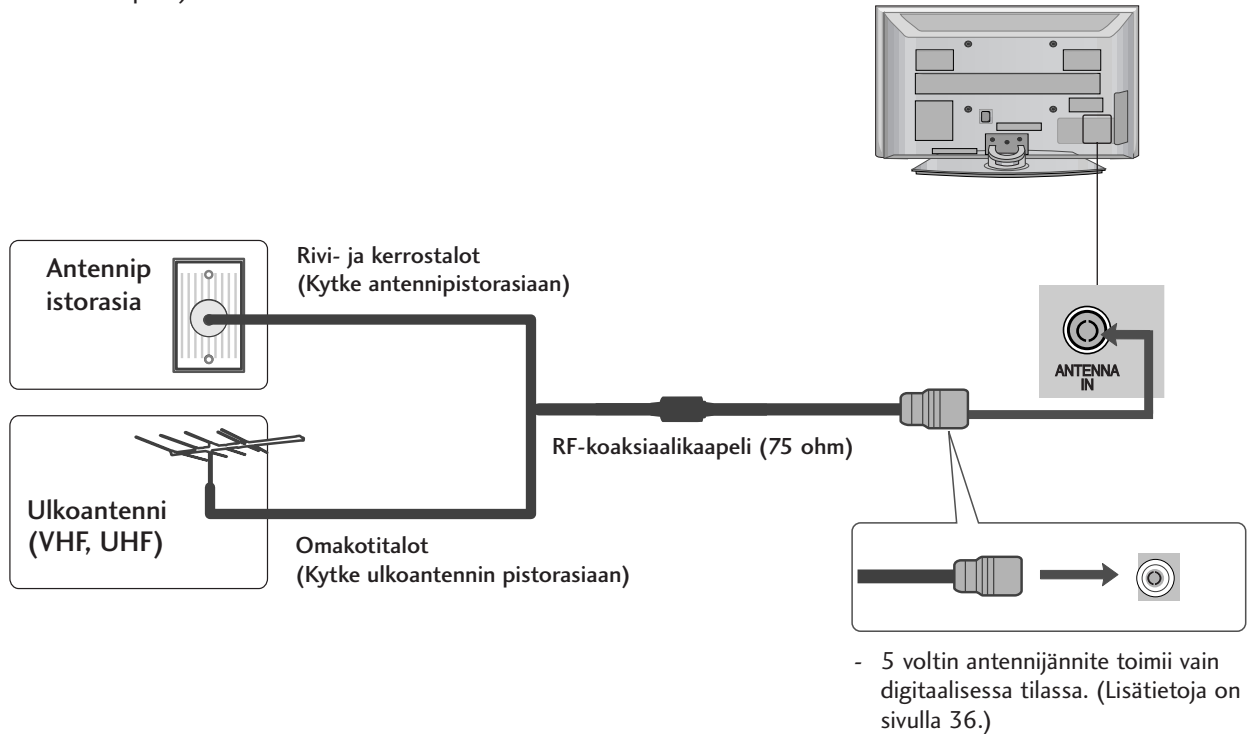 Antennip
istorasia
Rivi- ja kerrostalot
(Kytke antennipistorasiaan)
ANTENNA
IN
RF-koaksiaalikaapeli (75 ohm)
Ulkoantenni
(VHF, UHF)
Omakotitalot
(Kytke ulkoantennin pistorasiaan)
- 5 voltin antennijännite toimii vain
digitaalisessa tilassa. (Lisätietoja on
sivulla 36.)